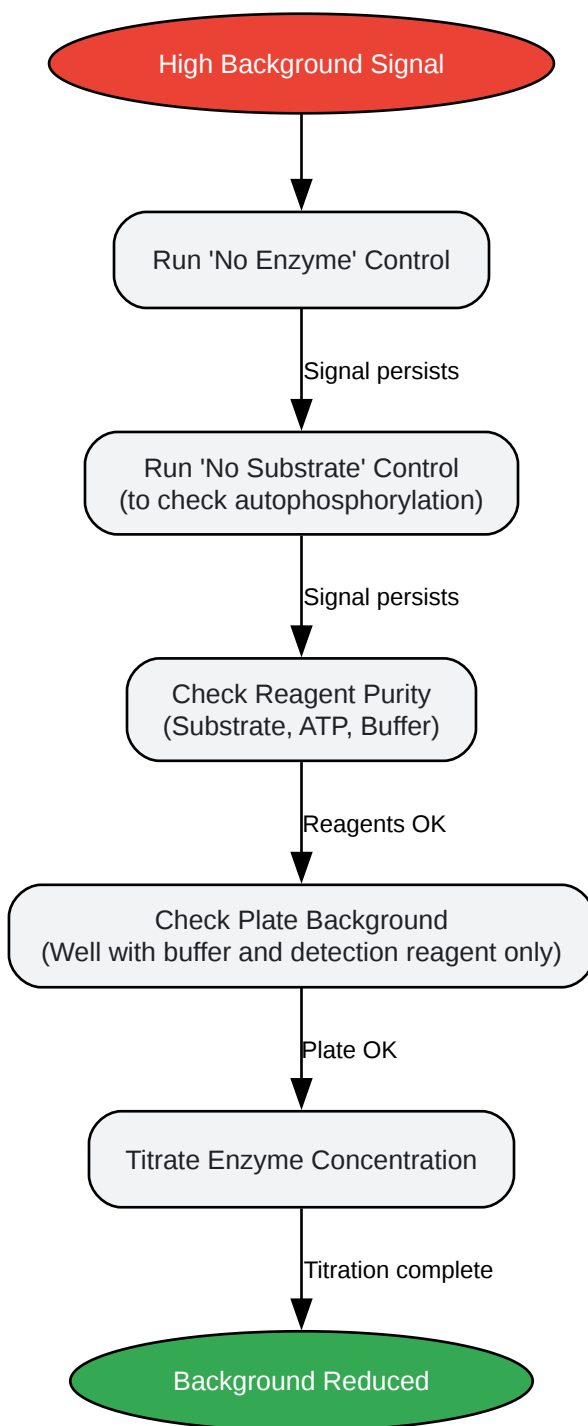 High Background Signal
Run 'No Enzyme' Control
Signal persists
Run 'No Substrate' Control
(to check autophosphorylation)
Signal persists
Check Reagent Purity
(Substrate, ATP, Buffer)
Reagents OK
Check Plate Background
(Well with buffer and detection reagent only)
Plate OK
Titrate Enzyme Concentration
Titration complete
Background Reduced